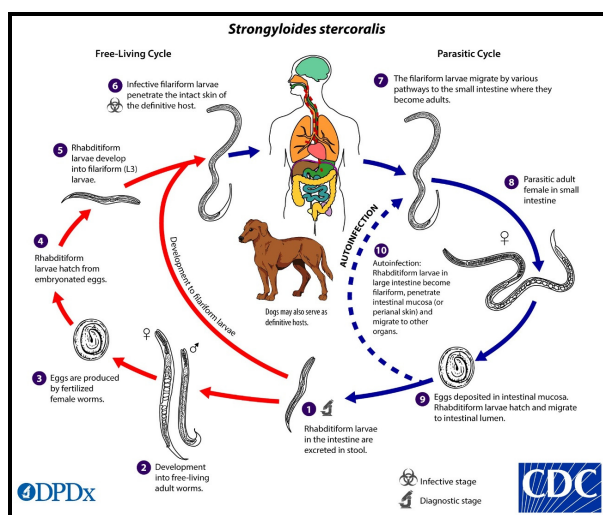 Strongyloides stercoralis
Free-Living Cycle
Parasitic Cycle
6 Infective filariform larvae
penetrate the intact skin of
the definitive host.
7 The filariform larvae migrate by various
pathways to the small intestine where they
become adults.
5 Rhabditiform
larvae develop
into filariform (L3)
larvae.
8 Parasitic adult
female in small
intestine
4
Rhabditiform
larvae hatch from
embryonated eggs.
Development to filariform larvae
AUTOINFECTION
10
Autoinfection:
Rhabditiform larvae in
large intestine become
filariform, penetrate
intestinal mucosa (or
perianal skin) and
migrate to other
organs.
♀
Dogs may also serve as
definitive hosts.
♀
♂
3 Eggs are produced
by fertilized
female worms.
9 Eggs deposited in intestinal mucosa.
Rhabditiform larvae hatch and migrate
to intestinal lumen.
1
Rhabditiform larvae
in the intestine are
excreted in stool.
2 Development
into free-living
adult worms.
Infective stage
Diagnostic stage
DPDx
CDC